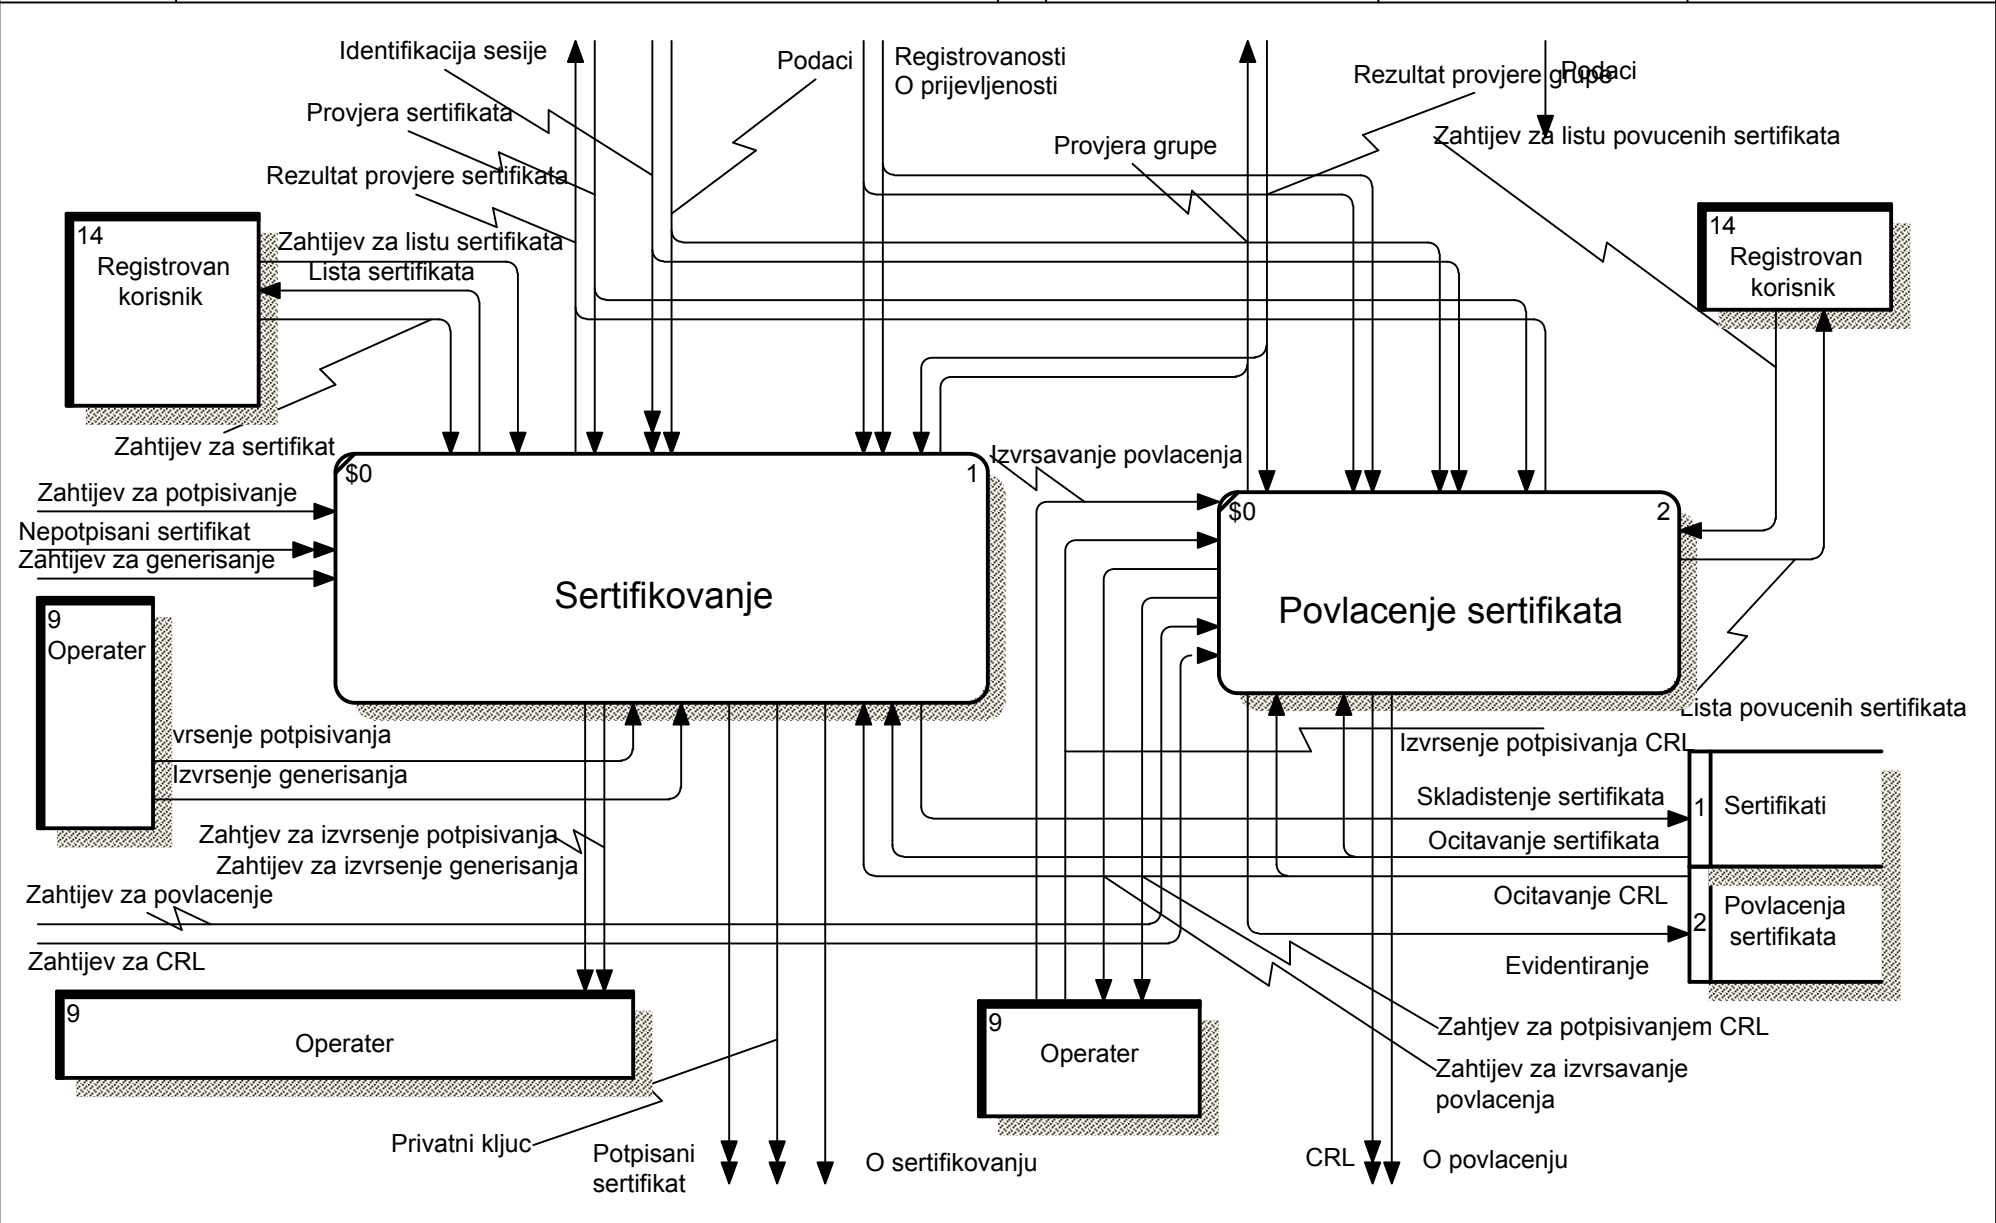 Identifikacija sesije
Podaci
Registrovanosti
O prijevljenosti
Rezultat provjere grupe
Podaci
Provjera sertifikata
Zahtijev za listu povucenih sertifikata
Provjera grupe
Rezultat provjere sertifikata
14
Registrovan
korisnik
Zahtijev za listu sertifikata
Lista sertifikata
14
Registrovan
korisnik
Zahtijev za sertifikat
Izvrsavanje povlacenja
$0
1
Sertifikovanje
Zahtijev za potpisivanje
Nepotpisani sertifikat
Zahtijev za generisanje
$0
2
Povlacenje sertifikata
9
Operater
Lista povucenih sertifikata
vrsenje potpisivanja
Izvrsenje potpisivanja CRL
Izvrsenje generisanja
Skladistenje sertifikata
1
Sertifikati
Zahtjev za izvrsenje potpisivanja
Ocitavanje sertifikata
Zahtijev za izvrsenje generisanja
Zahtijev za povlacenje
Ocitavanje CRL
2
Povlacenja
sertifikata
Zahtijev za CRL
Evidentiranje
9
Operater
9
Operater
Zahtjev za potpisivanjem CRL
Zahtijev za izvrsavanje
povlacenja
Privatni kljuc
Potpisani
sertifikat
O sertifikovanju
CRL
O povlacenju